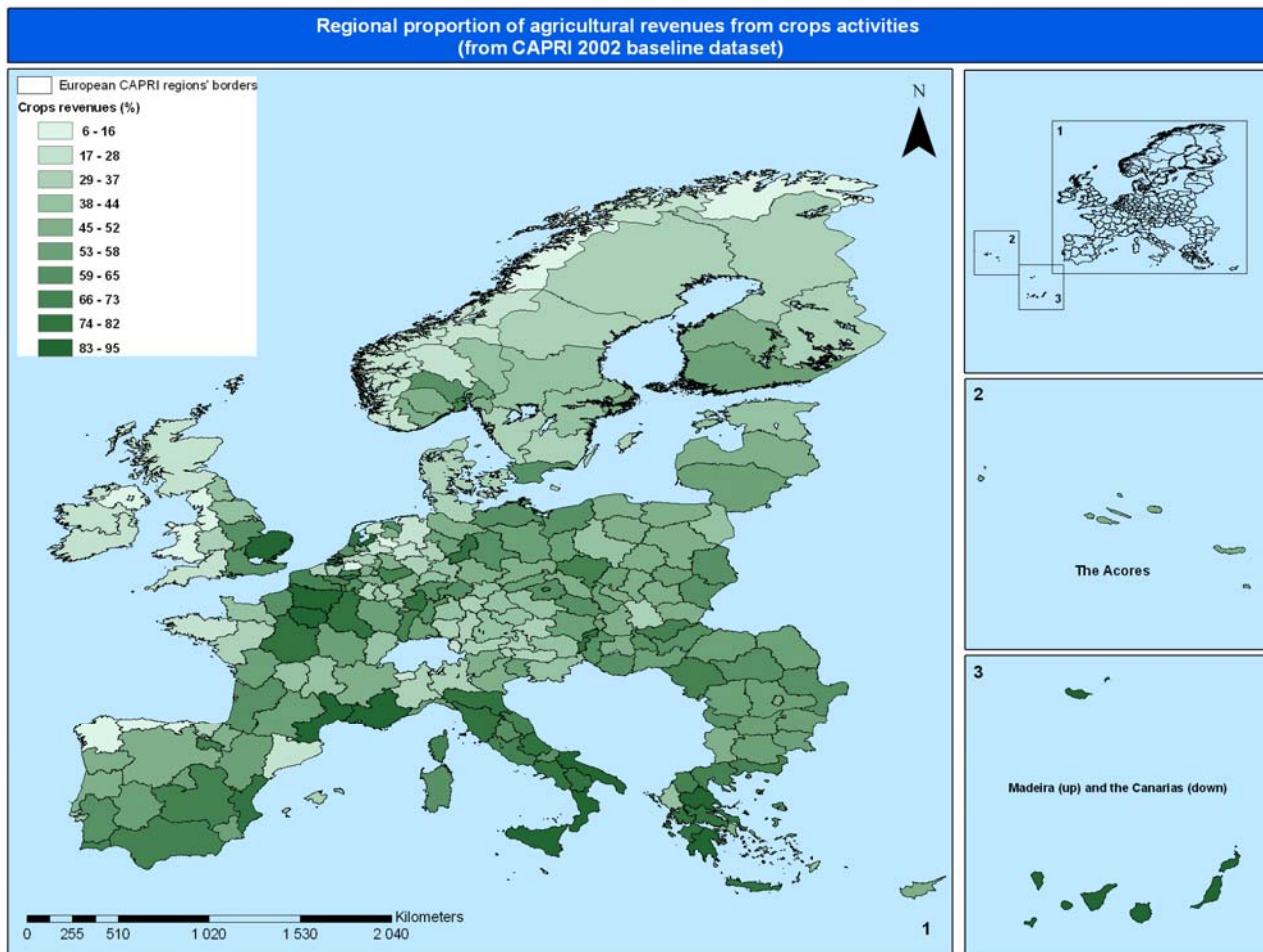 Regional proportion of agricultural revenues from crops activities
(from CAPRI 2002 baseline dataset)
European CAPRI regions' borders
Crops revenues (%)
6 - 16
17 - 28
29 - 37
38 - 44
45 - 52
53 - 58
59 - 65
66 - 73
74 - 82
83 - 95
N
Kilometers
0 255 510 1 020 1 530 2 040
1
1
2
3
2
The Acores
3
Madeira (up) and the Canarias (down)